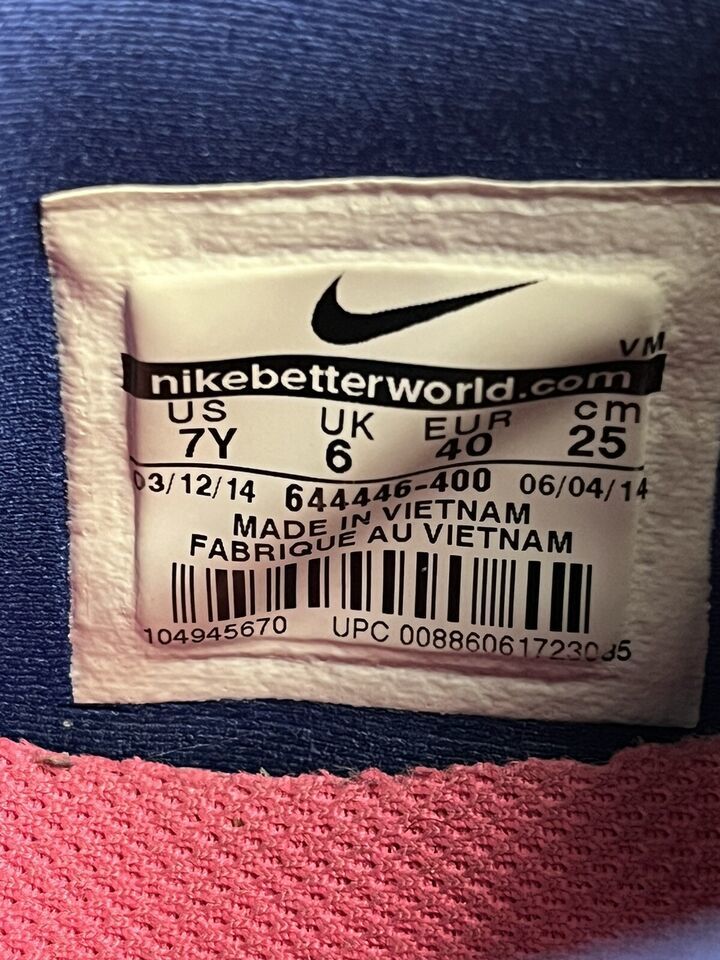 VM
nikebetterworld.com
US UK EUR cm
7Y 6 40 25
03/12/14 644446-400 06/04/14
MADE IN VIETNAM
FABRIQUE AU VIETNAM
104945670 UPC 00886061723085